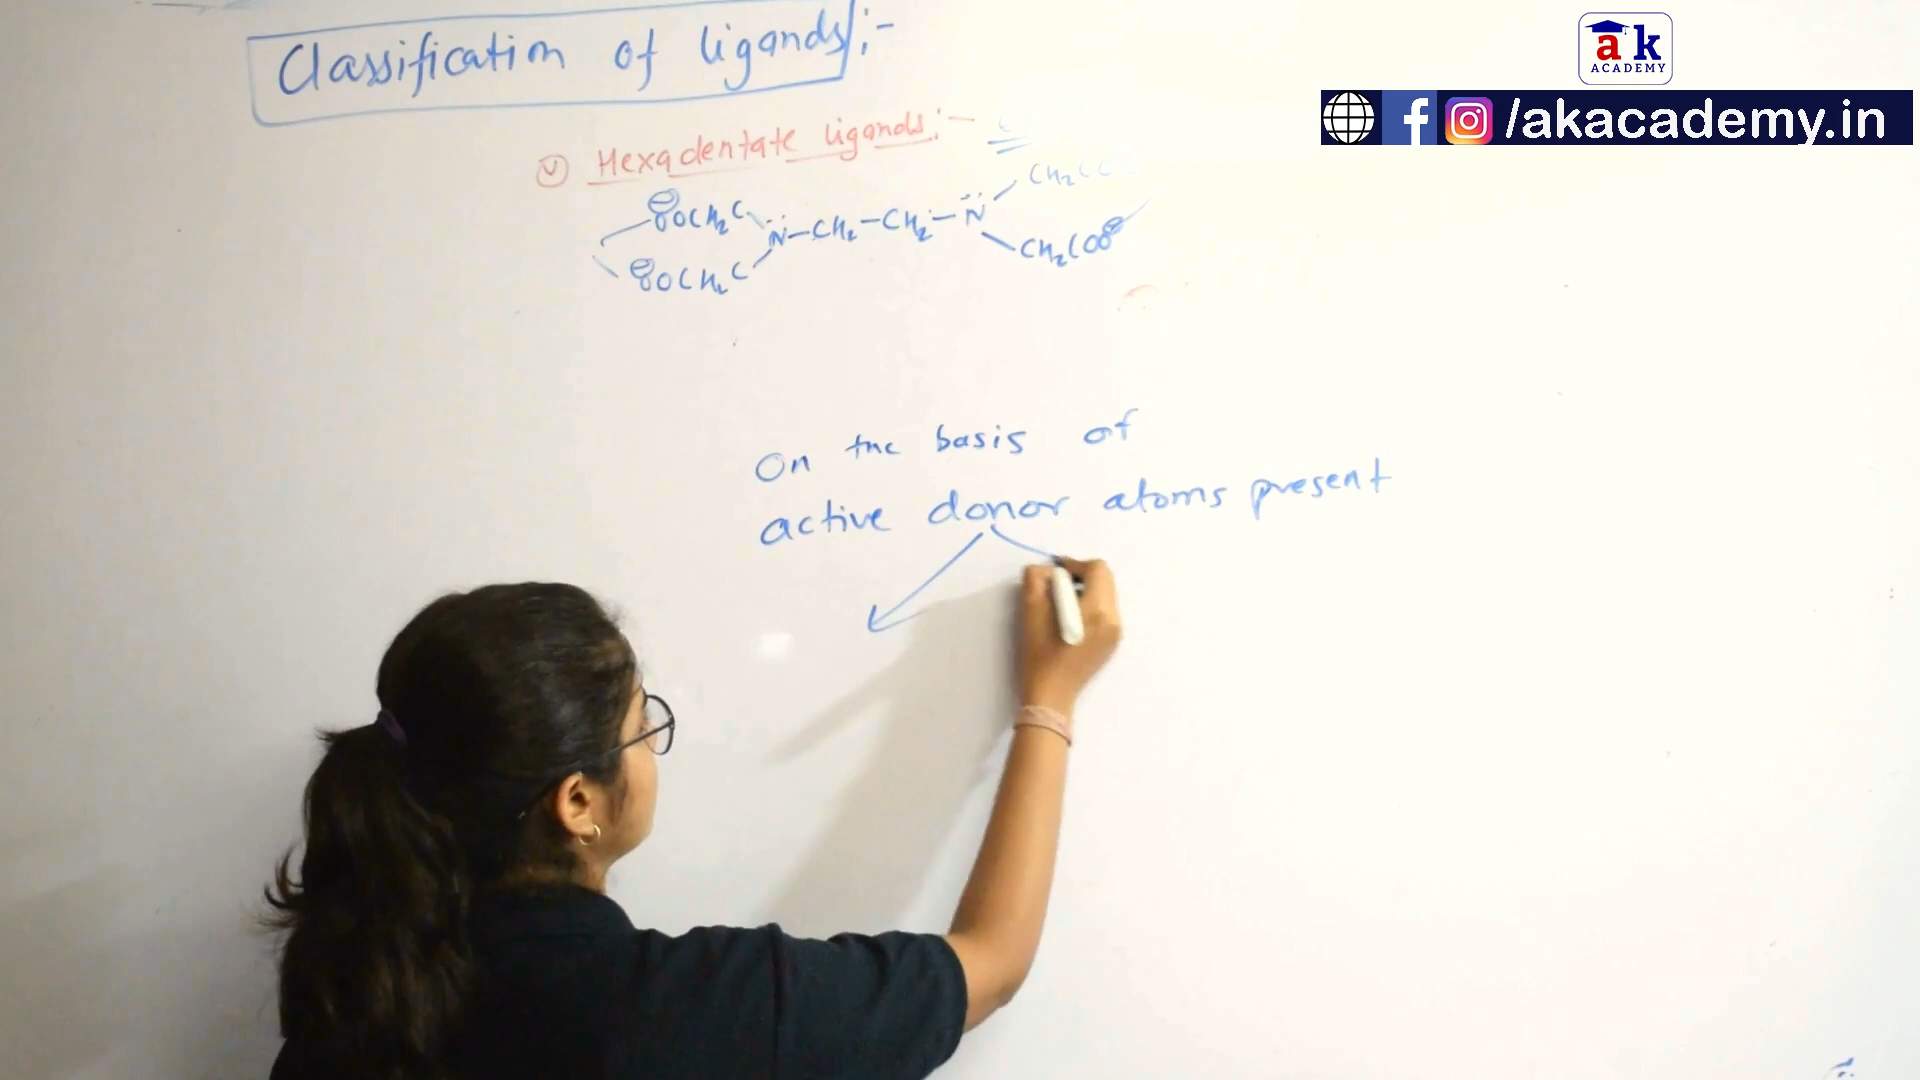 Classification of ligands:-
ak
ACADEMY
/akacademy.in
(V) Hexadentate ligands:-
⊖OOCH₂C
N̈-CH₂-CH₂-N̈
CH₂COO⊖
⊖OOCH₂C
On the basis of
active donor atoms present